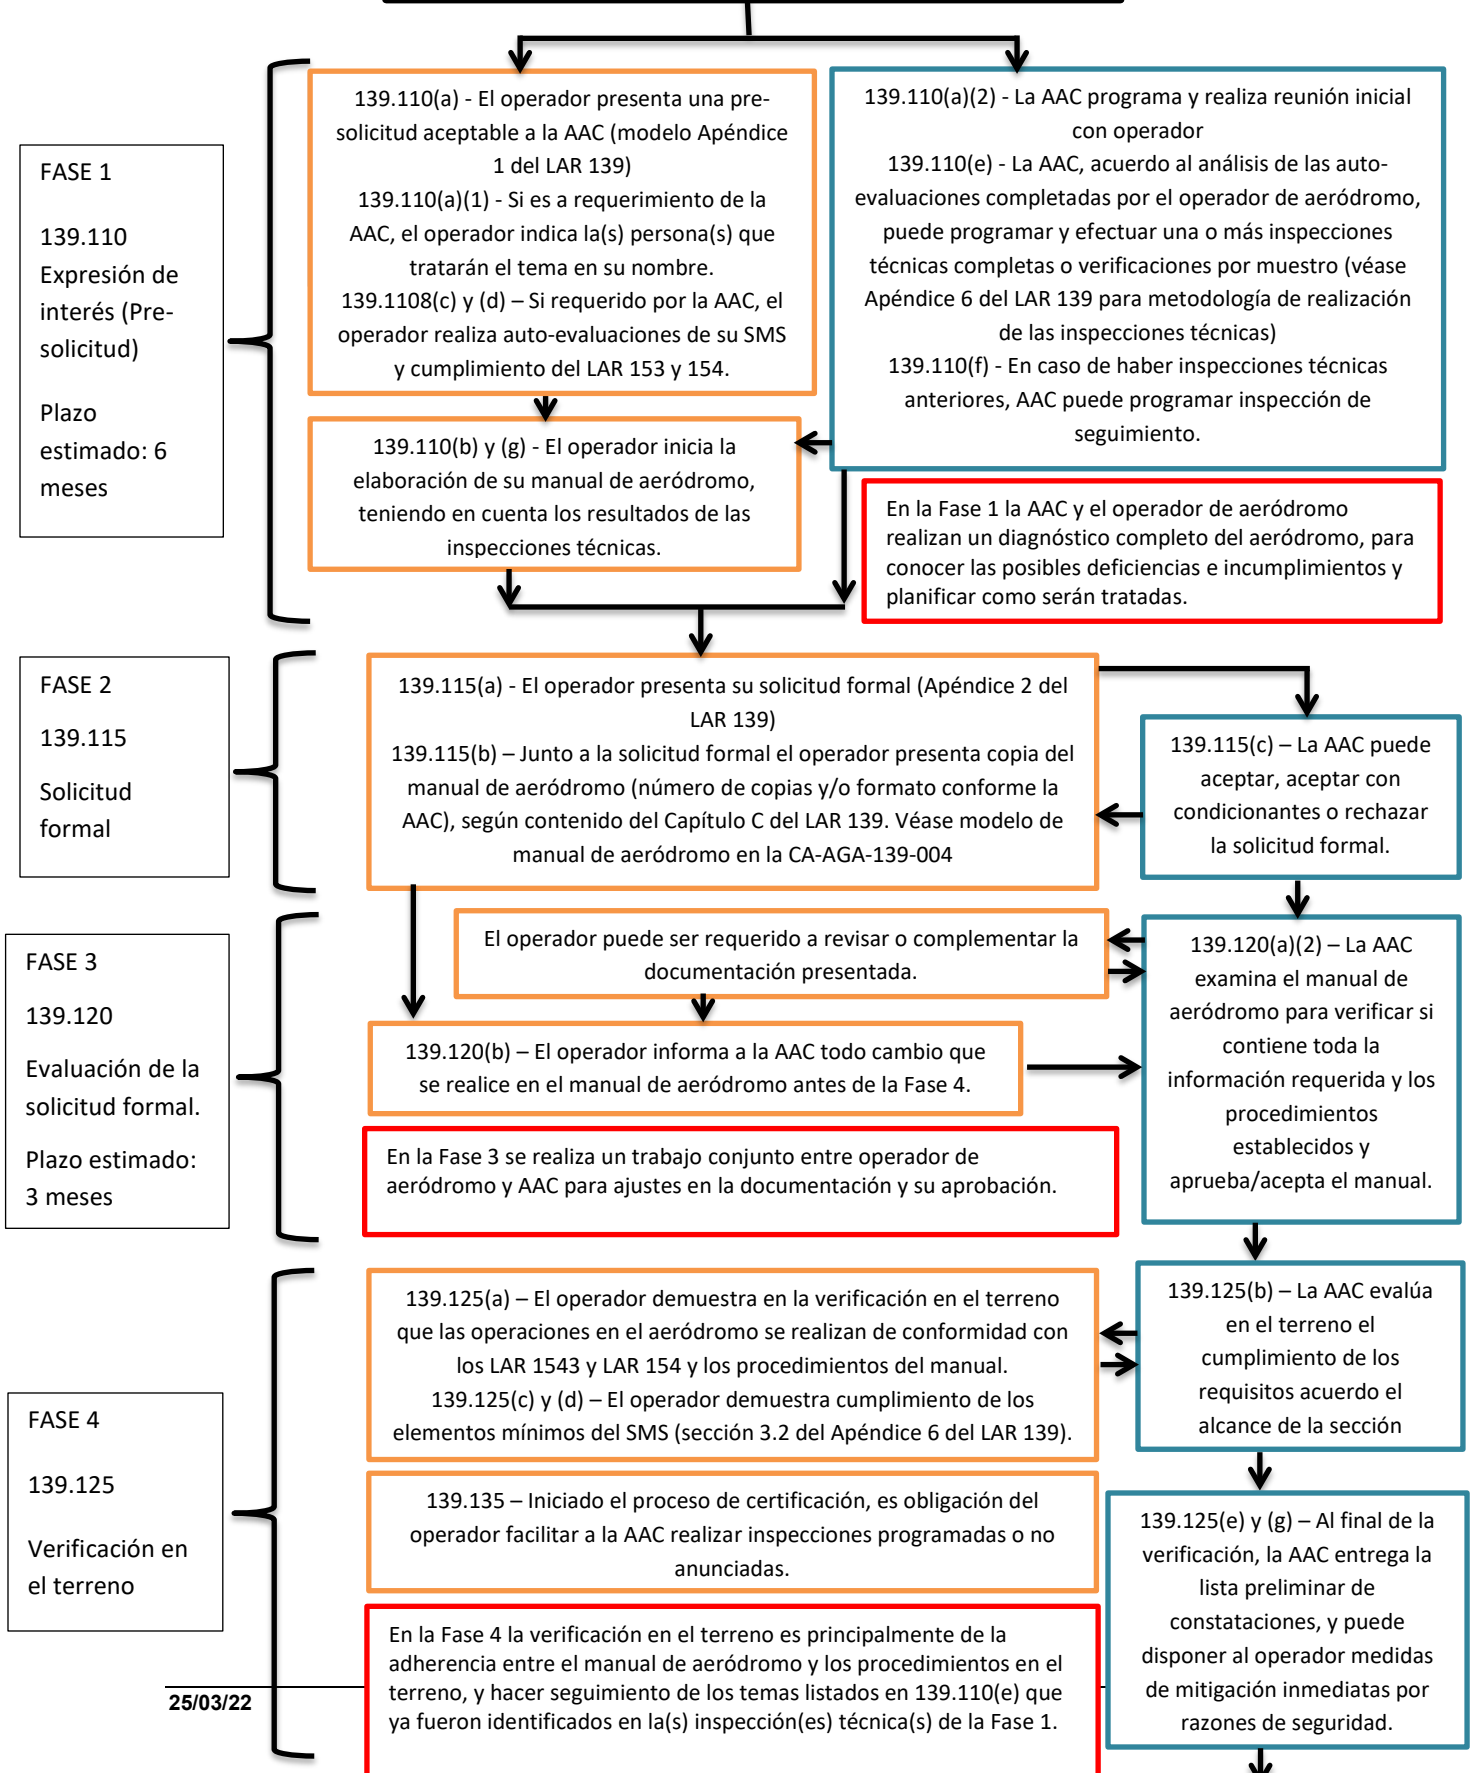 FASE 1
139.110
Expresión de
interés (Pre-
solicitud)
Plazo
estimado: 6
meses
139.110(a) - El operador presenta una pre-
solicitud aceptable a la AAC (modelo Apéndice
1 del LAR 139)
139.110(a)(1) - Si es a requerimiento de la
AAC, el operador indica la(s) persona(s) que
tratarán el tema en su nombre.
139.1108(c) y (d) – Si requerido por la AAC, el
operador realiza auto-evaluaciones de su SMS
y cumplimiento del LAR 153 y 154.
139.110(a)(2) - La AAC programa y realiza reunión inicial
con operador
139.110(e) - La AAC, acuerdo al análisis de las auto-
evaluaciones completadas por el operador de aeródromo,
puede programar y efectuar una o más inspecciones
técnicas completas o verificaciones por muestro (véase
Apéndice 6 del LAR 139 para metodología de realización
de las inspecciones técnicas)
139.110(f) - En caso de haber inspecciones técnicas
anteriores, AAC puede programar inspección de
seguimiento.
139.110(b) y (g) - El operador inicia la
elaboración de su manual de aeródromo,
teniendo en cuenta los resultados de las
inspecciones técnicas.
En la Fase 1 la AAC y el operador de aeródromo
realizan un diagnóstico completo del aeródromo, para
conocer las posibles deficiencias e incumplimientos y
planificar como serán tratadas.
FASE 2
139.115
Solicitud
formal
139.115(a) - El operador presenta su solicitud formal (Apéndice 2 del
LAR 139)
139.115(b) – Junto a la solicitud formal el operador presenta copia del
manual de aeródromo (número de copias y/o formato conforme la
AAC), según contenido del Capítulo C del LAR 139. Véase modelo de
manual de aeródromo en la CA-AGA-139-004
139.115(c) – La AAC puede
aceptar, aceptar con
condicionantes o rechazar
la solicitud formal.
FASE 3
139.120
Evaluación de la
solicitud formal.
Plazo estimado:
3 meses
El operador puede ser requerido a revisar o complementar la
documentación presentada.
139.120(b) – El operador informa a la AAC todo cambio que
se realice en el manual de aeródromo antes de la Fase 4.
En la Fase 3 se realiza un trabajo conjunto entre operador de
aeródromo y AAC para ajustes en la documentación y su aprobación.
139.120(a)(2) – La AAC
examina el manual de
aeródromo para verificar si
contiene toda la
información requerida y los
procedimientos
establecidos y
aprueba/acepta el manual.
FASE 4
139.125
Verificación en
el terreno
139.125(a) – El operador demuestra en la verificación en el terreno
que las operaciones en el aeródromo se realizan de conformidad con
los LAR 1543 y LAR 154 y los procedimientos del manual.
139.125(c) y (d) – El operador demuestra cumplimiento de los
elementos mínimos del SMS (sección 3.2 del Apéndice 6 del LAR 139).
139.125(b) – La AAC evalúa
en el terreno el
cumplimiento de los
requisitos acuerdo el
alcance de la sección
139.135 – Iniciado el proceso de certificación, es obligación del
operador facilitar a la AAC realizar inspecciones programadas o no
anunciadas.
139.125(e) y (g) – Al final de la
verificación, la AAC entrega la
lista preliminar de
constataciones, y puede
disponer al operador medidas
de mitigación inmediatas por
razones de seguridad.
En la Fase 4 la verificación en el terreno es principalmente de la
adherencia entre el manual de aeródromo y los procedimientos en el
terreno, y hacer seguimiento de los temas listados en 139.110(e) que
ya fueron identificados en la(s) inspección(es) técnica(s) de la Fase 1.
25/03/22